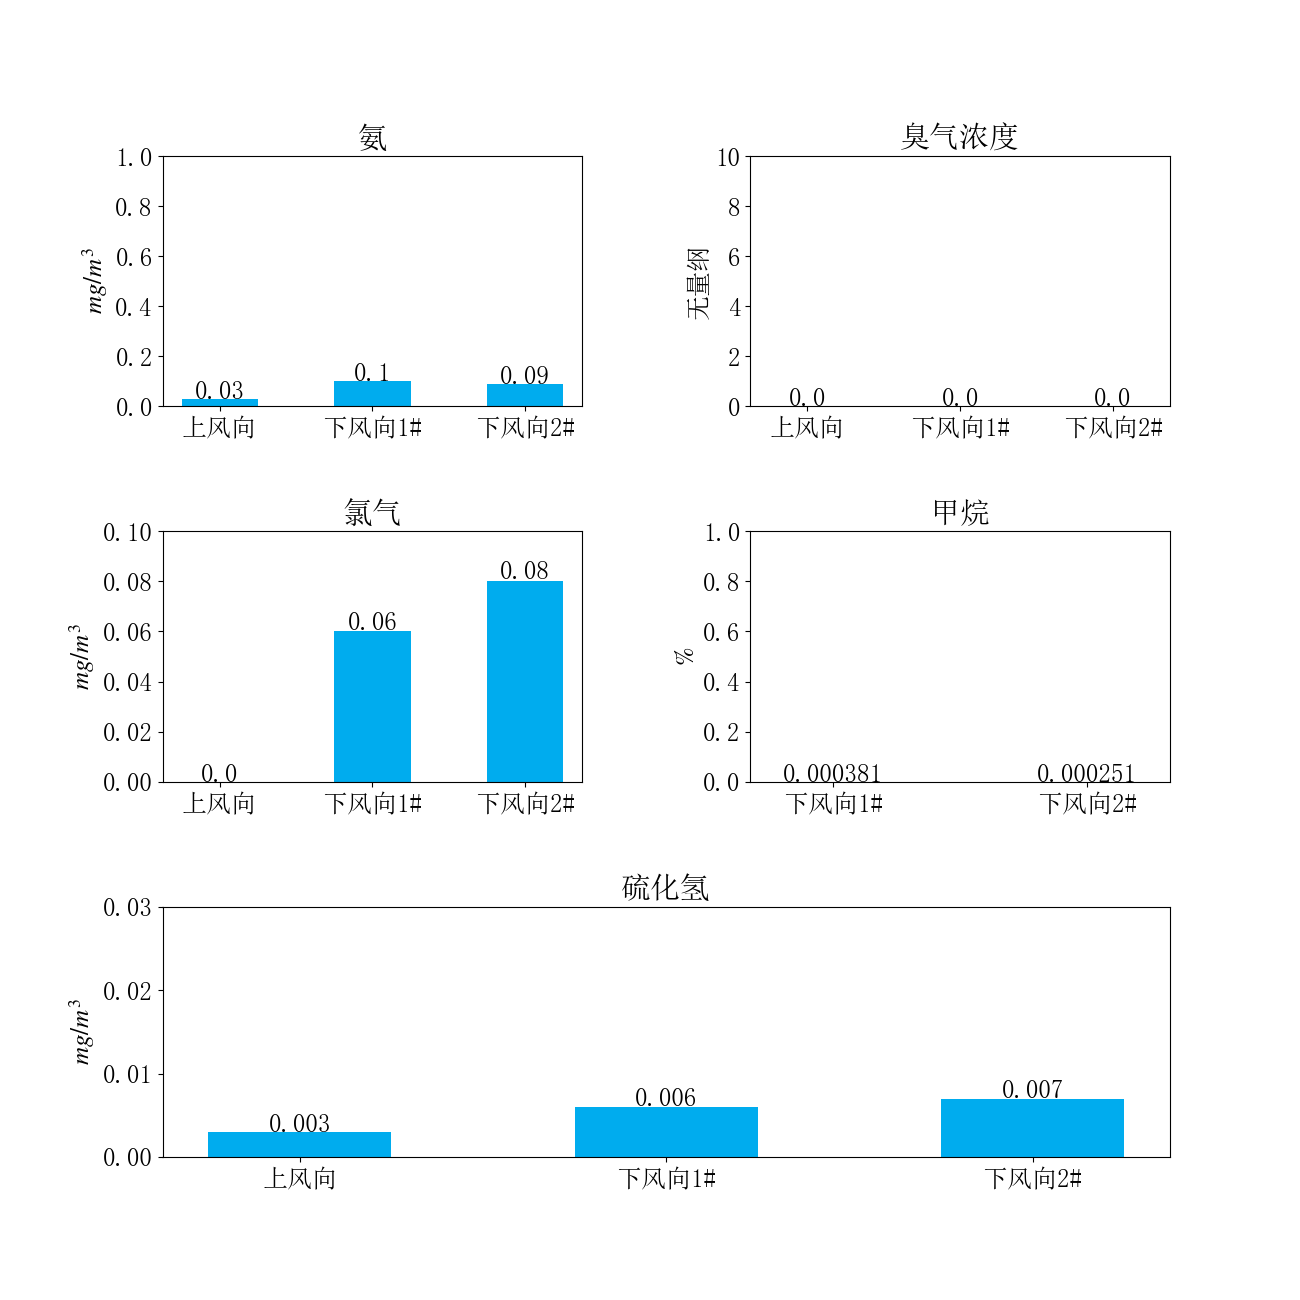 氨
1.0
0.8
0.6
0.4
0.2
0.0
mg/m³
0.03
0.1
0.09
上风向
下风向1#
下风向2#
臭气浓度
10
8
6
4
2
0
无量纲
0.0
0.0
0.0
上风向
下风向1#
下风向2#
氯气
0.10
0.08
0.06
0.04
0.02
0.00
mg/m³
0.0
0.06
0.08
上风向
下风向1#
下风向2#
甲烷
1.0
0.8
0.6
0.4
0.2
0.0
%
0.000381
0.000251
下风向1#
下风向2#
硫化氢
0.03
0.02
0.01
0.00
mg/m³
0.003
0.006
0.007
上风向
下风向1#
下风向2#